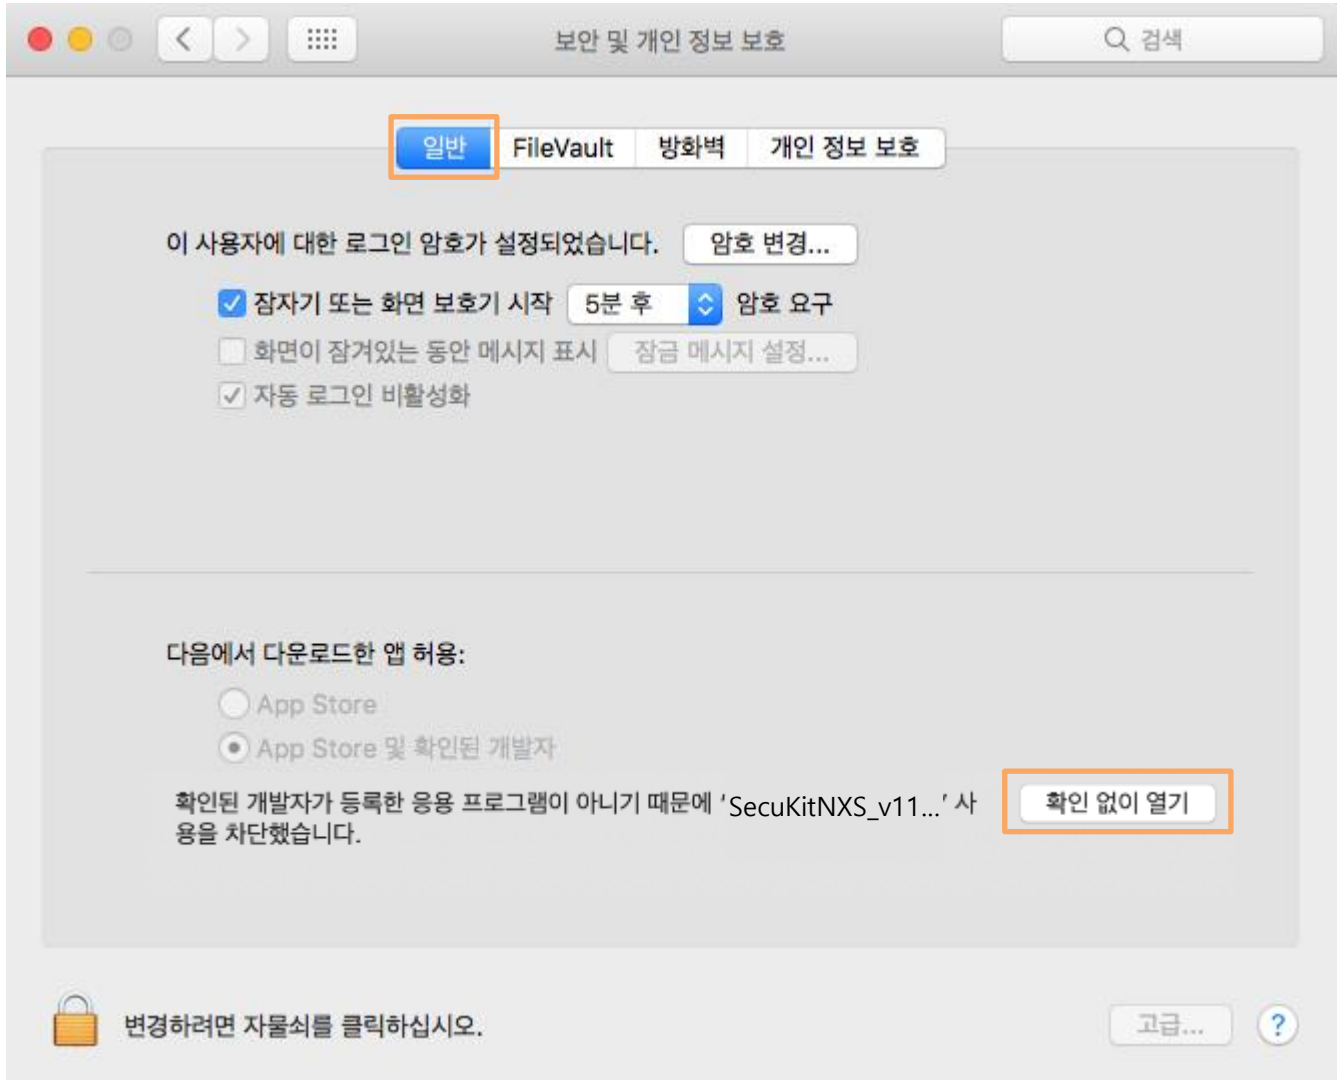 보안 및 개인 정보 보호
검색
일반 FileVault 방화벽 개인 정보 보호
이 사용자에 대한 로그인 암호가 설정되었습니다. 암호 변경...
잠자기 또는 화면 보호기 시작 5분 후 암호 요구
화면이 잠겨있는 동안 메시지 표시 잠금 메시지 설정...
자동 로그인 비활성화
다음에서 다운로드한 앱 허용:
App Store
App Store 및 확인된 개발자
확인된 개발자가 등록한 응용 프로그램이 아니기 때문에 ‘SecuKitNXS_v11...’ 사
용을 차단했습니다.
확인 없이 열기
변경하려면 자물쇠를 클릭하십시오.
고급... ?